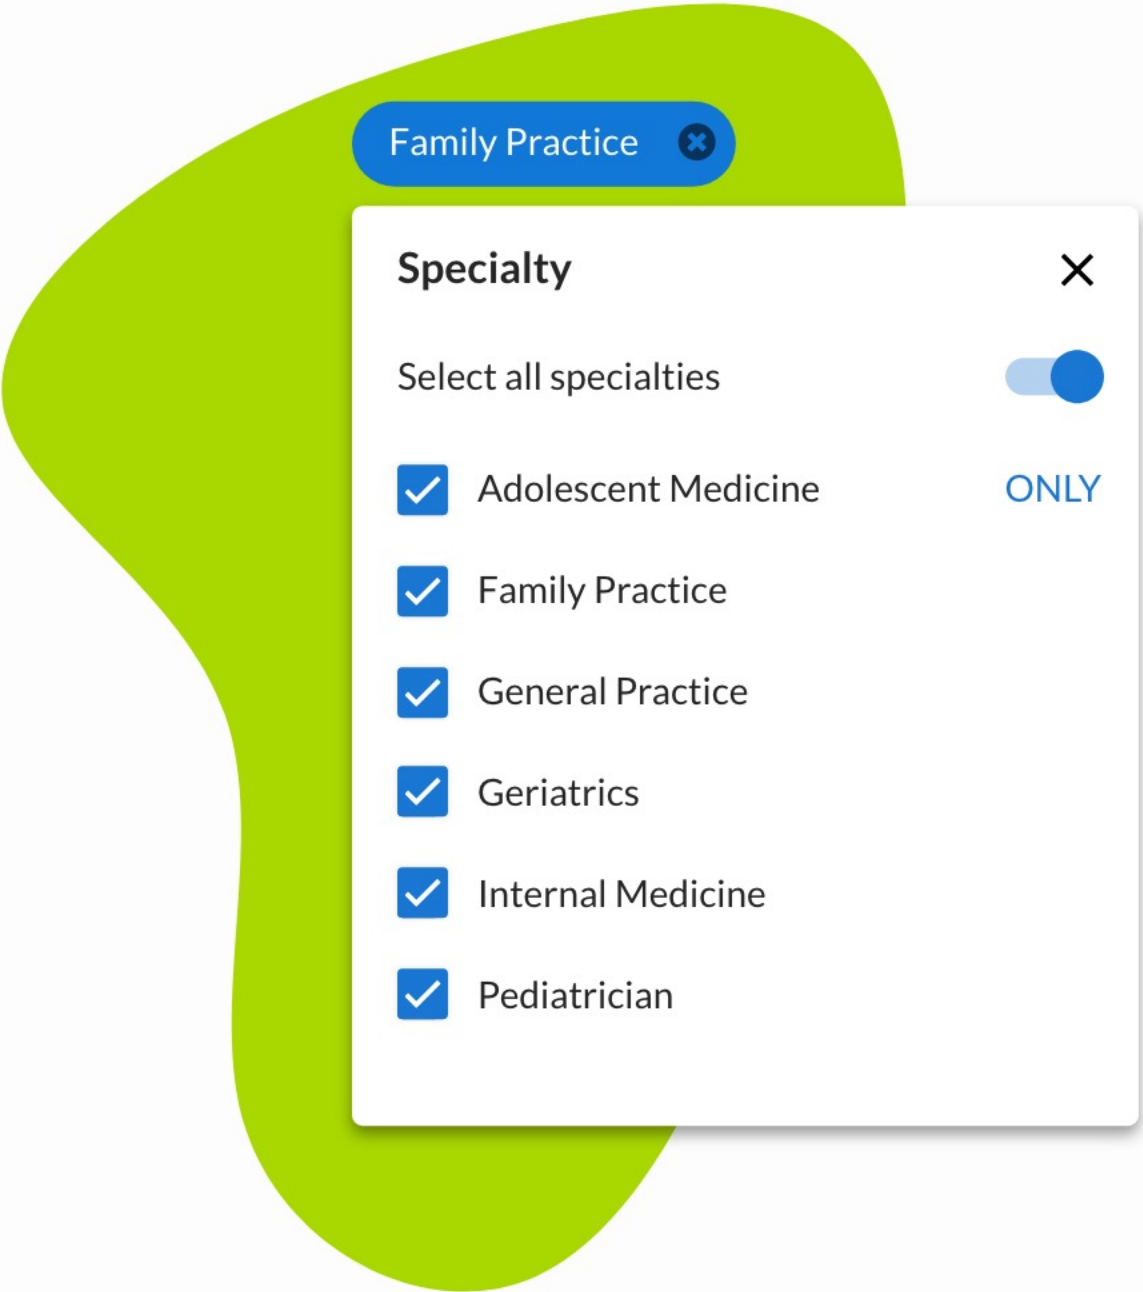 Family Practice
Specialty
Select all specialties
Adolescent Medicine ONLY
Family Practice
General Practice
Geriatrics
Internal Medicine
Pediatrician